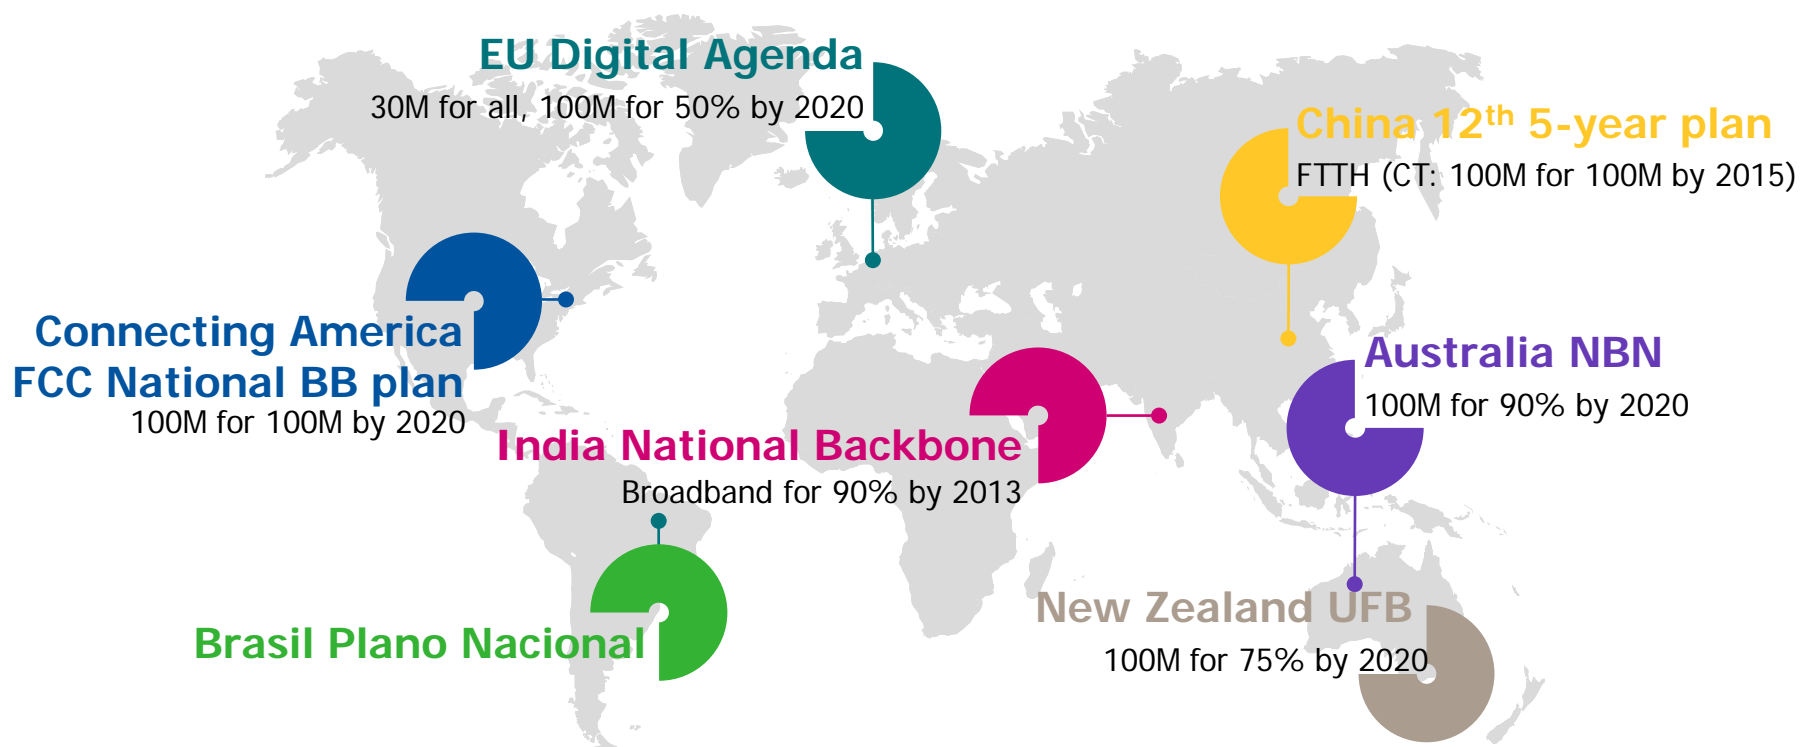 EU Digital Agenda
30M for all, 100M for 50% by 2020
China 12th 5-year plan
FTTH (CT: 100M for 100M by 2015)
Connecting America
FCC National BB plan
100M for 100M by 2020
Australia NBN
100M for 90% by 2020
India National Backbone
Broadband for 90% by 2013
New Zealand UFB
100M for 75% by 2020
Brasil Plano Nacional